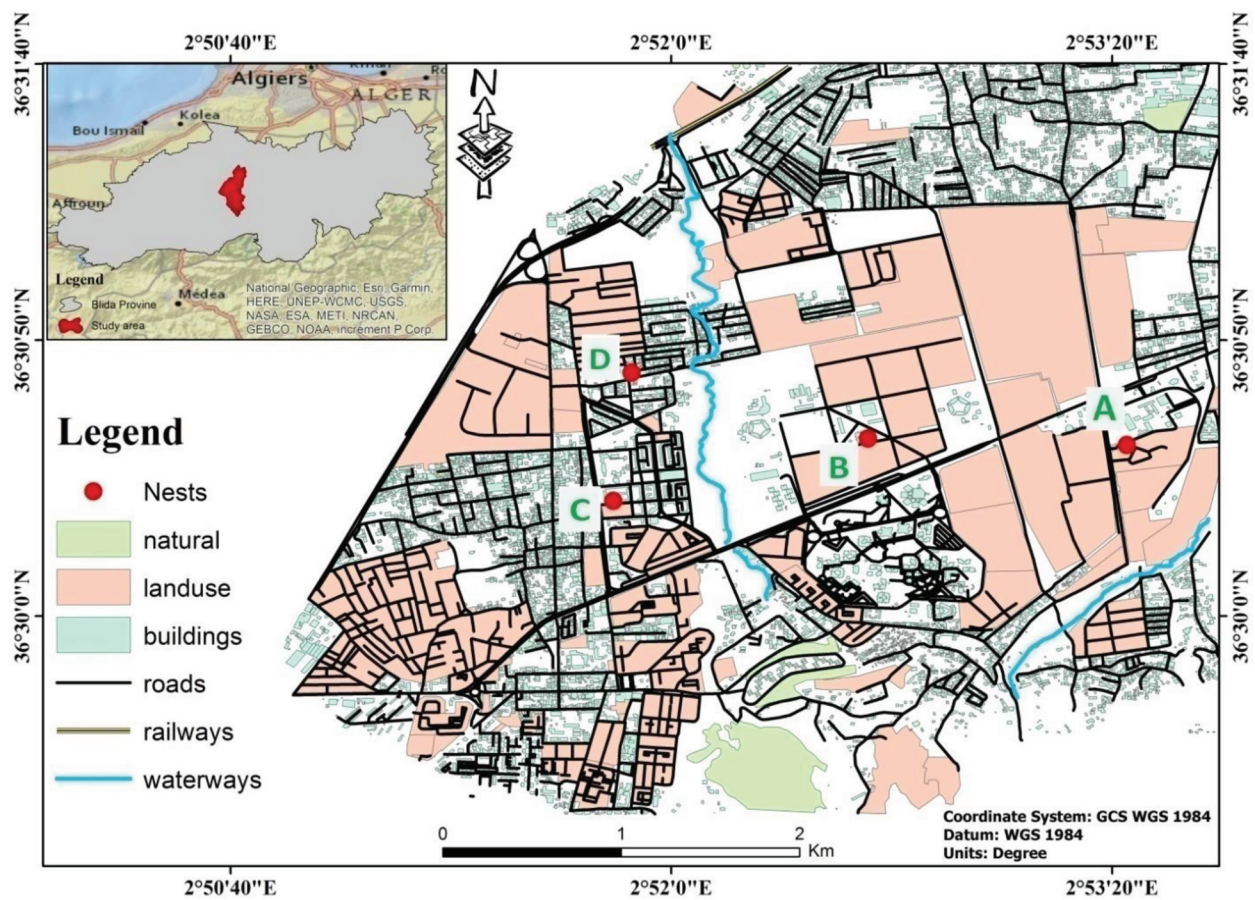 2°50'40"E
2°52'0"E
2°53'20"E
36°31'40"N
36°31'40"N
Algiers
ALGER
Kolea
Bou Ismail
Affroun
Médea
Legend
Blida Provine
Study area
National Geographic, Esri, Garmin,
HERE, UNEP-WCMC, USGS,
NASA, ESA, METI, NRCAN,
GEBCO, NOAA, increment P Corp.
N
36°30'50"N
36°30'50"N
D
A
B
C
Legend
Nests
natural
landuse
buildings
roads
railways
waterways
36°30'0"N
36°30'0"N
0
1
2
Km
Coordinate System: GCS WGS 1984
Datum: WGS 1984
Units: Degree
2°50'40"E
2°52'0"E
2°53'20"E